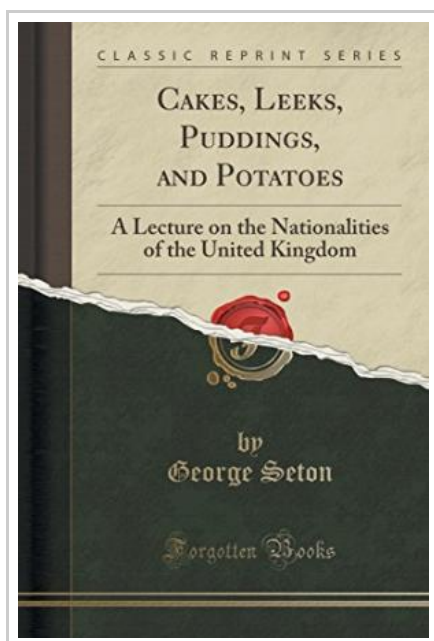 CLASSIC REPRINT SERIES
CAKES, LEEKS,
PUDDINGS,
AND POTATOES
A Lecture on the Nationalities
of the United Kingdom
F
by
George Seton
Forgotten Books